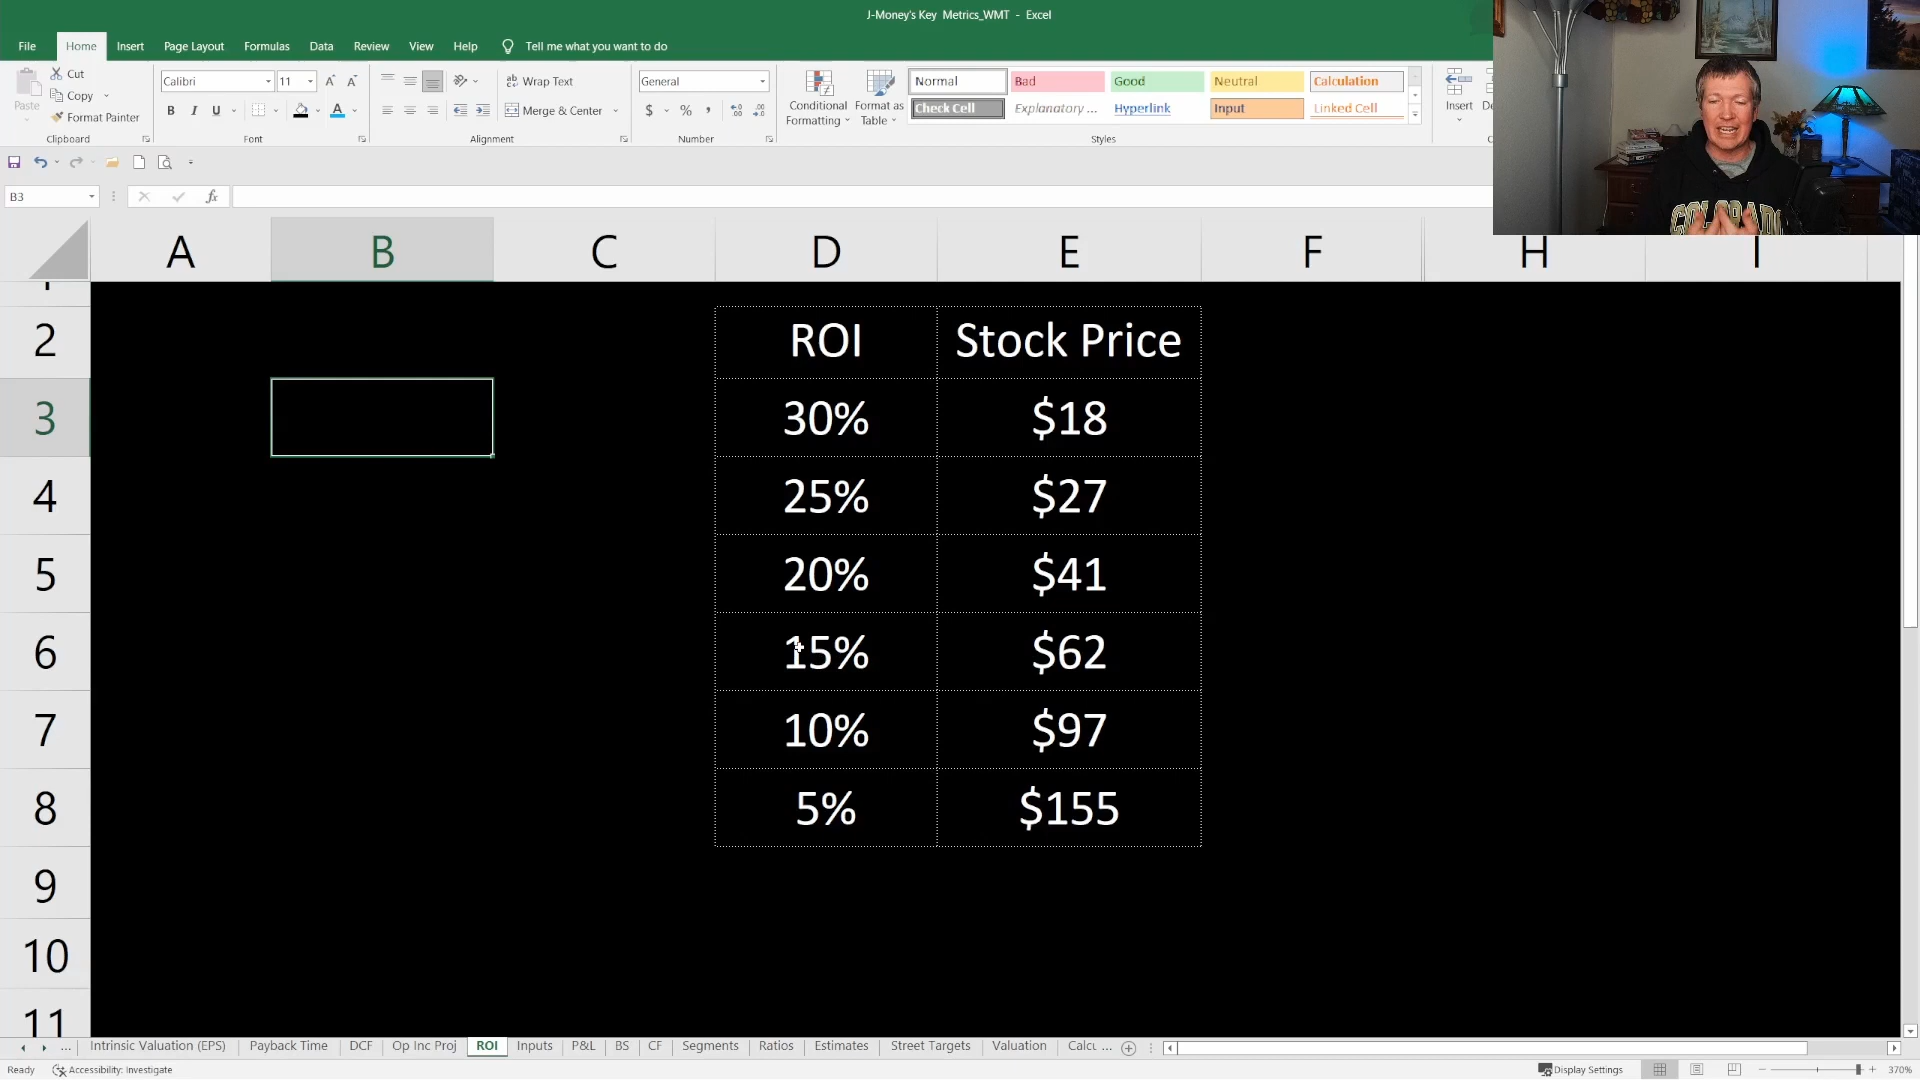 J-Money's Key Metrics_WMT - Excel
File Home Insert Page Layout Formulas Data Review View Help Tell me what you want to do
Paste Cut Copy Format Painter
Clipboard
Calibri 11
B I U
Font
Wrap Text
Merge & Center
Alignment
General
$ % ,
Number
Conditional Formatting
Format as Table
Normal Bad Good Neutral Calculation
Check Cell Explanatory ... Hyperlink Input Linked Cell
Styles
Insert
COLORADO
B3 fx
A B C D E F H I
2 ROI Stock Price
3 30% $18
4 25% $27
5 20% $41
6 15% $62
7 10% $97
8 5% $155
9
10
11
... Intrinsic Valuation (EPS) Payback Time DCF Op Inc Proj ROI Inputs P&L BS CF Segments Ratios Estimates Street Targets Valuation Calcu ...
Ready Accessibility: Investigate Display Settings 370%